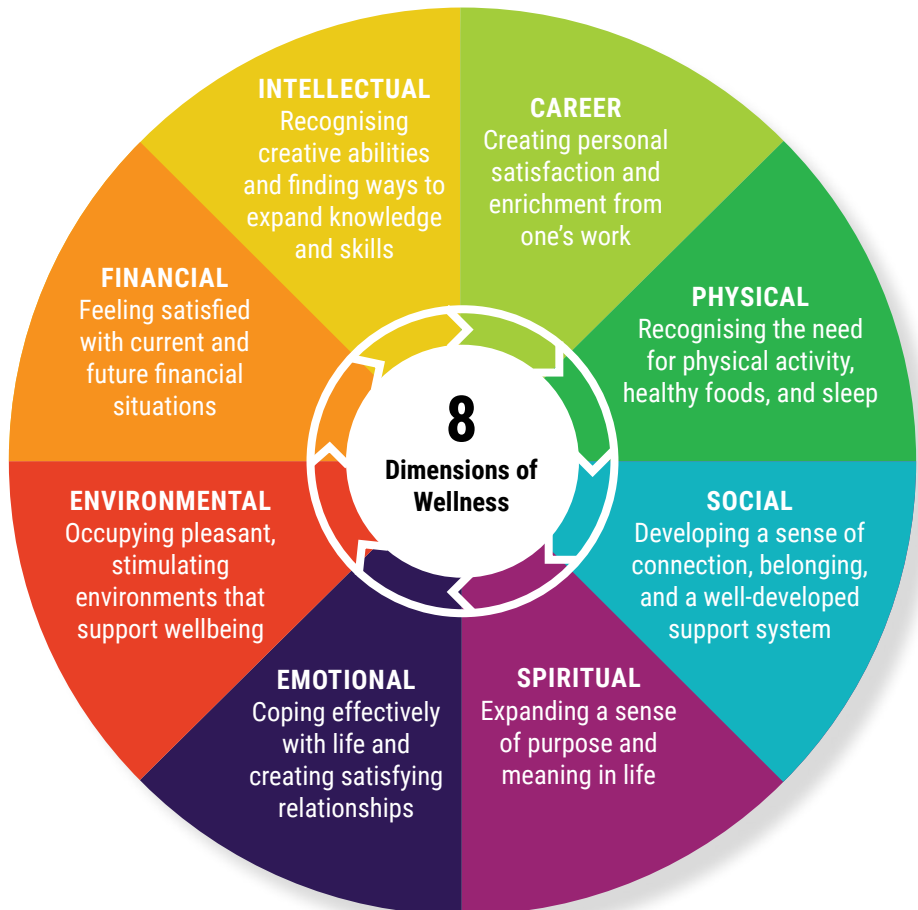 INTELLECTUAL
Recognising
creative abilities
and finding ways to
expand knowledge
and skills
CAREER
Creating personal
satisfaction and
enrichment from
one's work
PHYSICAL
Recognising the need
for physical activity,
healthy foods, and sleep
SOCIAL
Developing a sense of
connection, belonging,
and a well-developed
support system
SPIRITUAL
Expanding a sense
of purpose and
meaning in life
EMOTIONAL
Coping effectively
with life and
creating satisfying
relationships
ENVIRONMENTAL
Occupying pleasant,
stimulating
environments that
support wellbeing
FINANCIAL
Feeling satisfied
with current and
future financial
situations
8
Dimensions of
Wellness